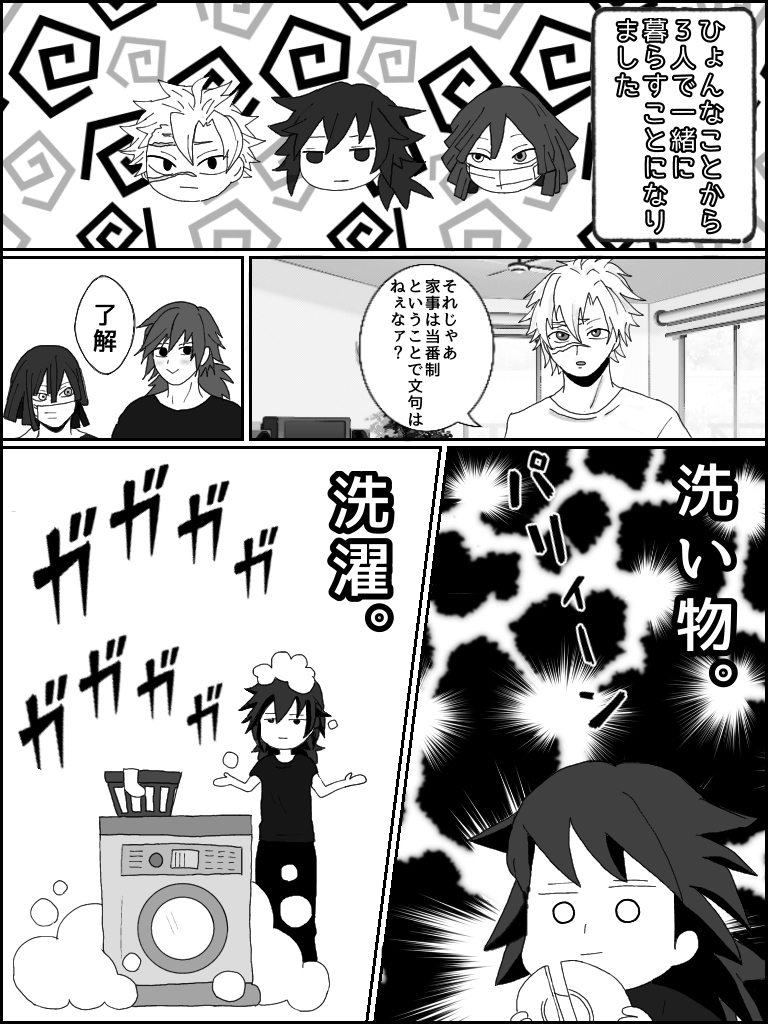 ひょんなことから
3人で一緒に
暮らすことになり
ました
それじゃあ
家事は当番制
ということで文句は
ねぇなァ？
了解
洗い物。
パリィーン
洗濯。
ガガガガ
ガガガガ